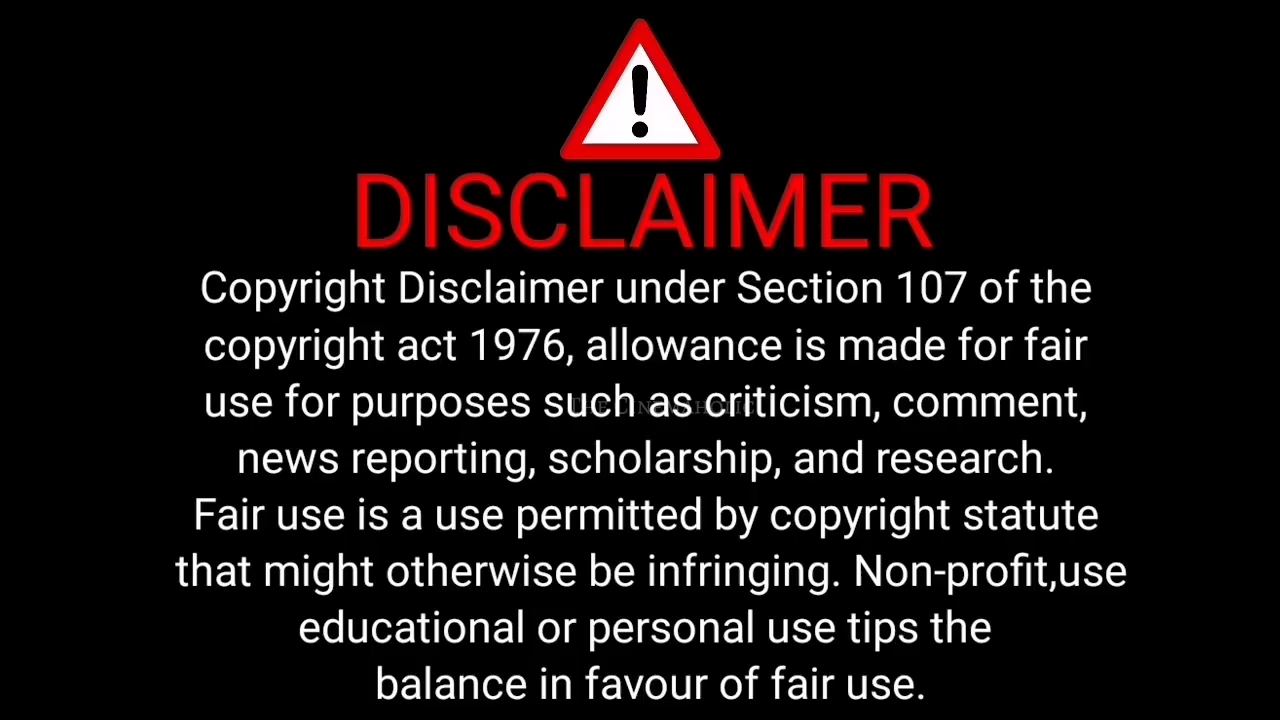 DISCLAIMER
Copyright Disclaimer under Section 107 of the
copyright act 1976, allowance is made for fair
use for purposes such as criticism, comment,
THE CINEMAHOLIC
news reporting, scholarship, and research.
Fair use is a use permitted by copyright statute
that might otherwise be infringing. Non-profit,use
educational or personal use tips the
balance in favour of fair use.